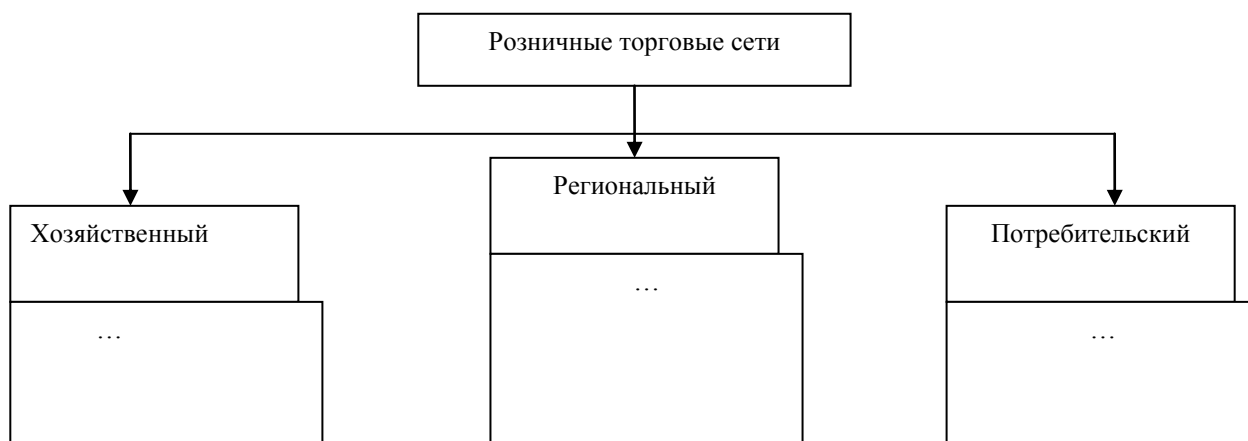 Розничные торговые сети
Региональный
Хозяйственный
Потребительский
…
…
…